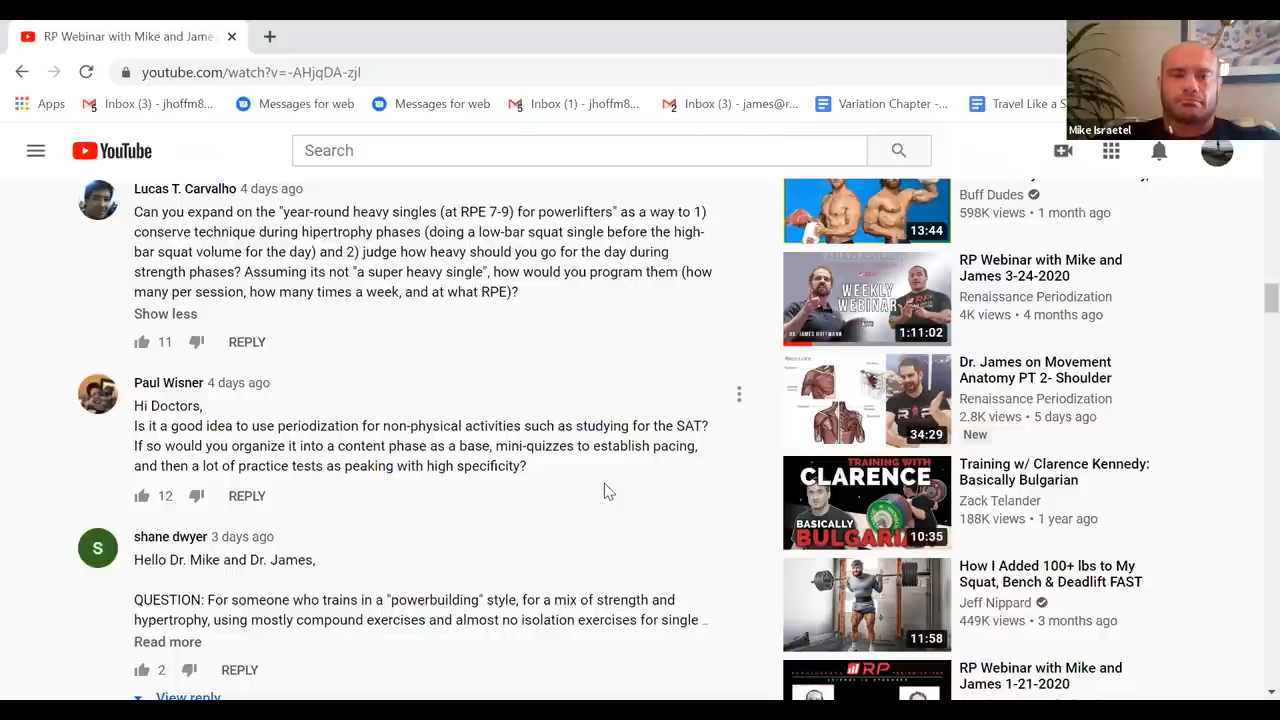 RP Webinar with Mike and Jame
youtube.com/watch?v=-AHjqDA-zjI
Apps
Inbox (3) - jhoffm8...
Messages for web
Messages for web
Inbox (1) - jhoffm8...
james@r...
Variation Chapter -...
Travel Like a S
Mike Israetel
YouTube
Search
Lucas T. Carvalho 4 days ago
Can you expand on the "year-round heavy singles (at RPE 7-9) for powerlifters" as a way to 1)
conserve technique during hipertrophy phases (doing a low-bar squat single before the high-
bar squat volume for the day) and 2) judge how heavy should you go for the day during
strength phases? Assuming its not "a super heavy single", how would you program them (how
many per session, how many times a week, and at what RPE)?
Show less
11
REPLY
Paul Wisner 4 days ago
Hi Doctors,
Is it a good idea to use periodization for non-physical activities such as studying for the SAT?
If so would you organize it into a content phase as a base, mini-quizzes to establish pacing,
and a month of practice tests as peaking with high specificity?
12
REPLY
S
shane dwyer 3 days ago
Hello Dr. Mike and Dr. James,
QUESTION: For someone who trains in a "powerbuilding" style, for a mix of strength and
hypertrophy, using mostly compound exercises and almost no isolation exercises for single ...
Read more
2
REPLY
View reply
Buff Dudes
598K views • 1 month ago
13:44
RP Webinar with Mike and
James 3-24-2020
Renaissance Periodization
4K views • 4 months ago
WEEKLY
WEBINAR
DR. JAMES HOFFMANN
1:11:02
Dr. James on Movement
Anatomy PT 2- Shoulder
Renaissance Periodization
2.8K views • 5 days ago
New
34:29
Training w/ Clarence Kennedy:
Basically Bulgarian
Zack Telander
188K views • 1 year ago
TRAINING WITH
CLARENCE
BASICALLY
BULGARIAN
10:35
How I Added 100+ lbs to My
Squat, Bench & Deadlift FAST
Jeff Nippard
449K views • 3 months ago
11:58
RP Webinar with Mike and
James 1-21-2020
RP